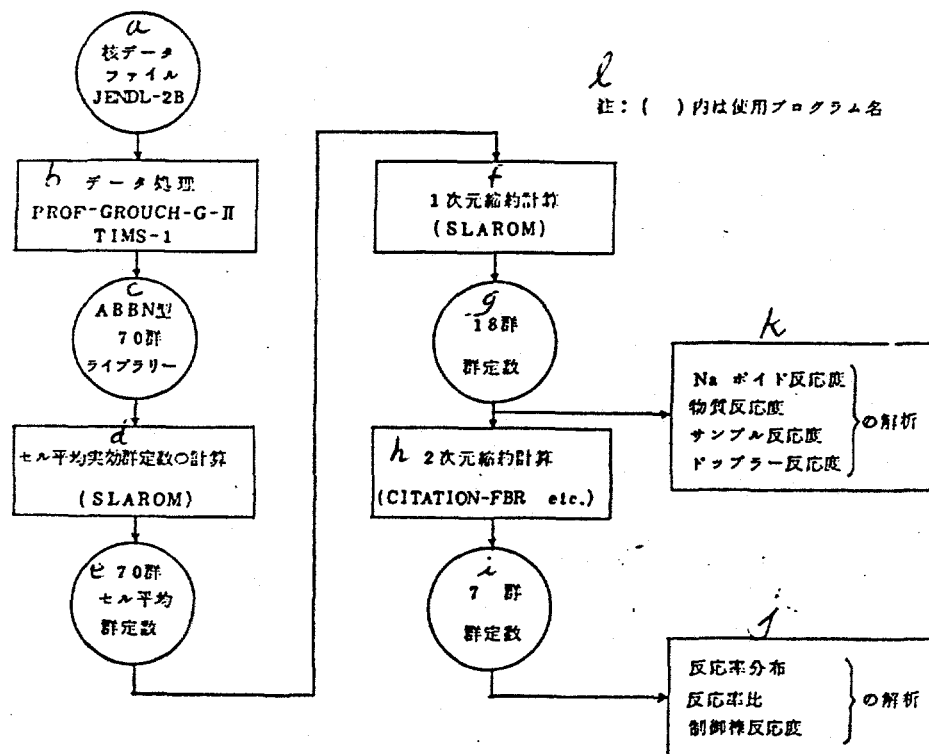 a
核データ
ファイル
JENDL-2B
b データ処理
PROF-GROUCH-G-Ⅱ
TIMS-1
c
ABBN型
70群
ライブラリー
d
セル平均実効群定数の計算
(SLAROM)
e 70群
セル平均
群定数
l
註：(　)内は使用プログラム名
f
1次元縮約計算
(SLAROM)
g
18群
群定数
h 2次元縮約計算
(CITATION-FBR etc.)
i
7 群
群定数
k
Na ボイド反応度
物質反応度
サンプル反応度
ドップラー反応度
の解析
j
反応率分布
反応率比
制御棒反応度
の解析